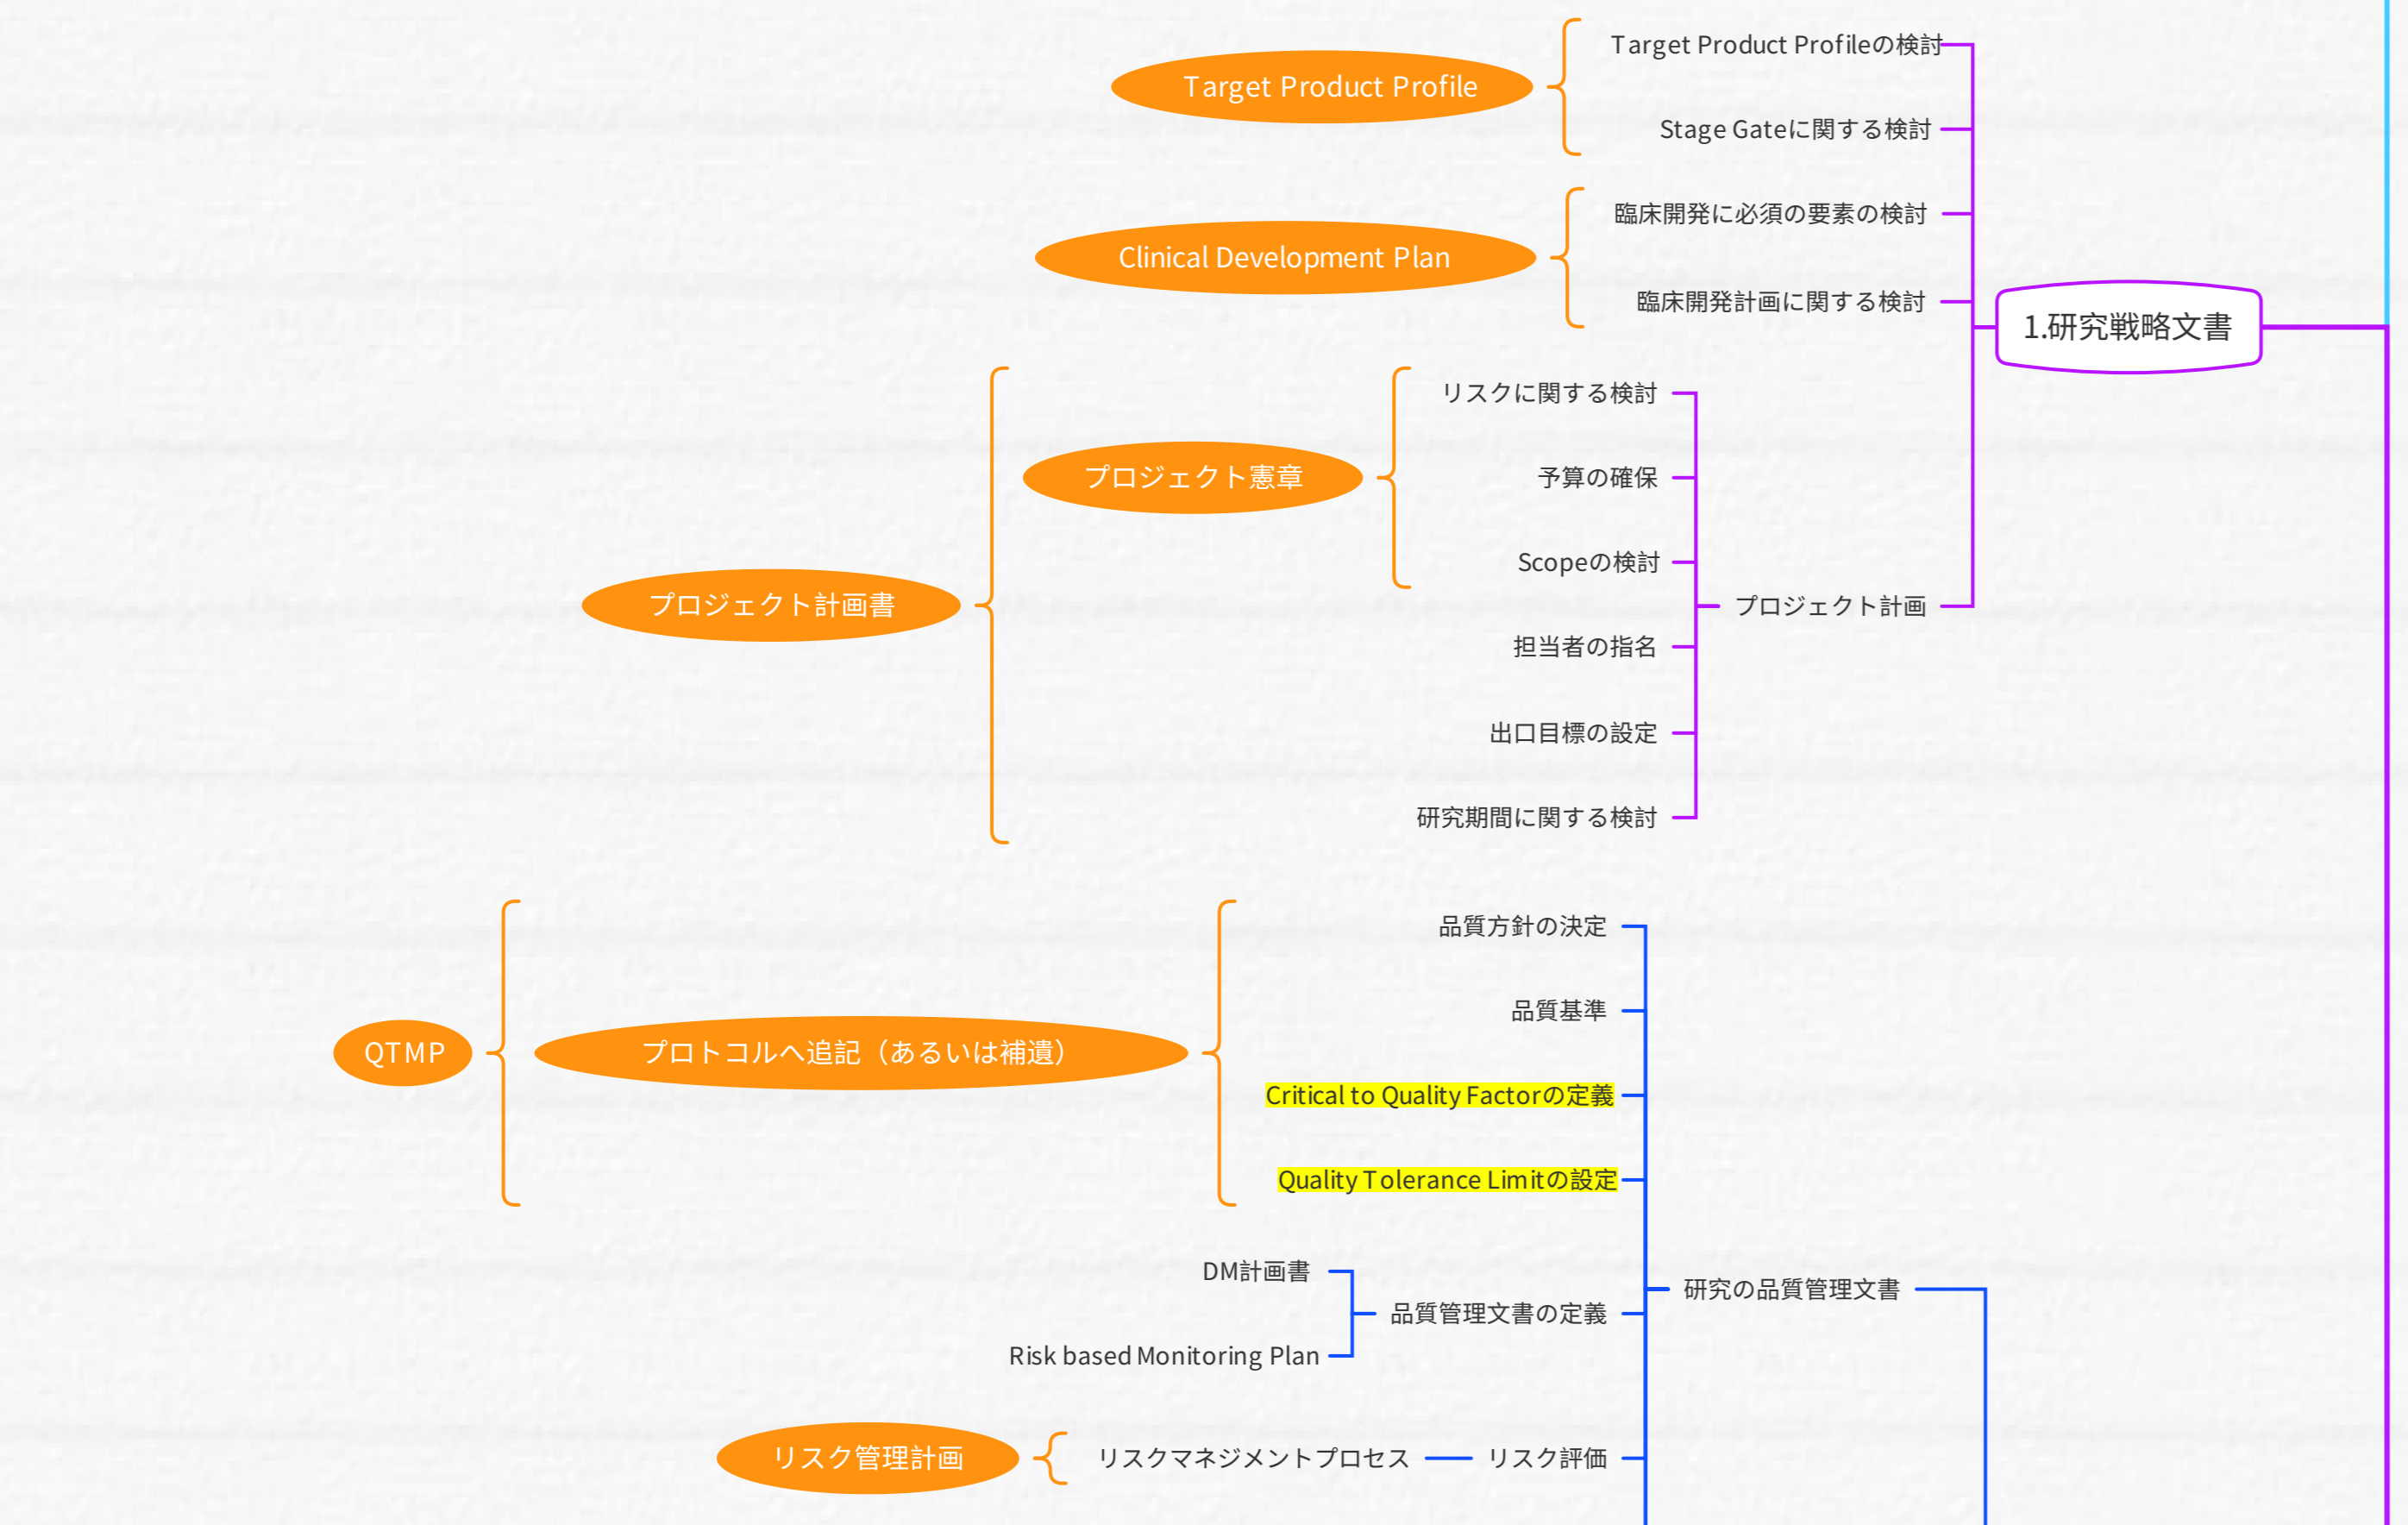 Target Product Profileの検討
Target Product Profile
Stage Gateに関する検討
臨床開発に必須の要素の検討
Clinical Development Plan
臨床開発計画に関する検討
1.研究戦略文書
リスクに関する検討
プロジェクト憲章
予算の確保
Scopeの検討
プロジェクト計画書
プロジェクト計画
担当者の指名
出口目標の設定
研究期間に関する検討
品質方針の決定
品質基準
QTMP
プロトコルへ追記（あるいは補遺）
Critical to Quality Factorの定義
Quality Tolerance Limitの設定
DM計画書
研究の品質管理文書
品質管理文書の定義
Risk based Monitoring Plan
リスク管理計画
リスクマネジメントプロセス
リスク評価